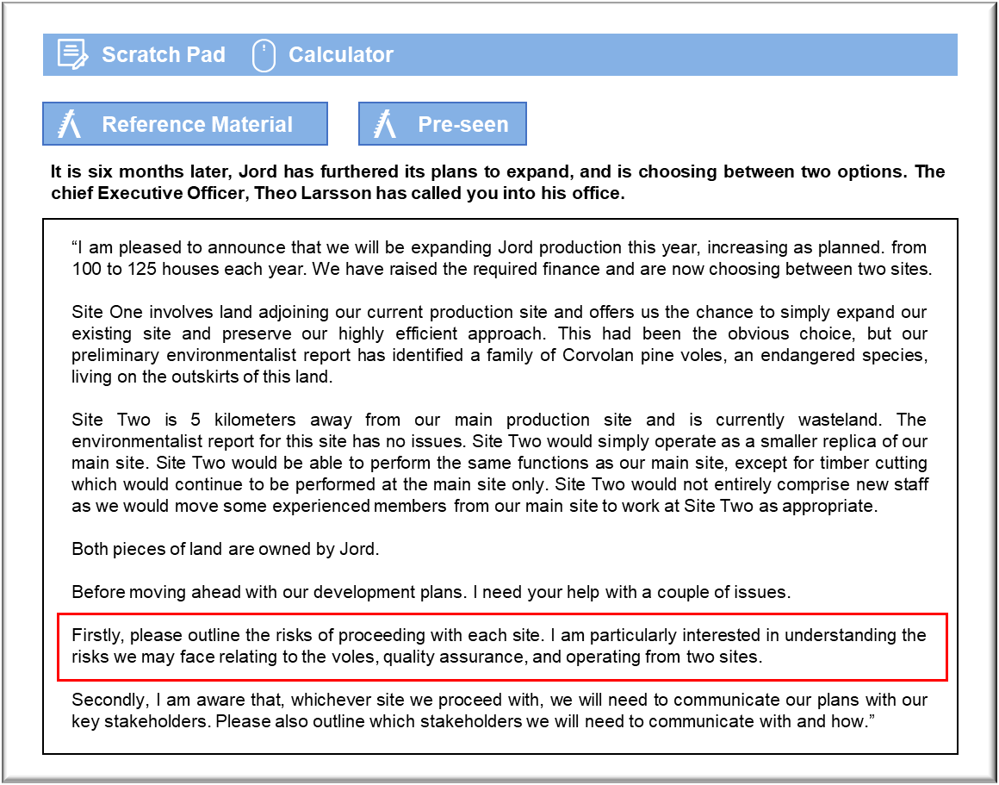 Scratch Pad Calculator
Reference Material Pre-seen
It is six months later, Jord has furthered its plans to expand, and is choosing between two options. The
chief Executive Officer, Theo Larsson has called you into his office.
“I am pleased to announce that we will be expanding Jord production this year, increasing as planned. from
100 to 125 houses each year. We have raised the required finance and are now choosing between two sites.
Site One involves land adjoining our current production site and offers us the chance to simply expand our
existing site and preserve our highly efficient approach. This had been the obvious choice, but our
preliminary environmentalist report has identified a family of Corvolan pine voles, an endangered species,
living on the outskirts of this land.
Site Two is 5 kilometers away from our main production site and is currently wasteland. The
environmentalist report for this site has no issues. Site Two would simply operate as a smaller replica of our
main site. Site Two would be able to perform the same functions as our main site, except for timber cutting
which would continue to be performed at the main site only. Site Two would not entirely comprise new staff
as we would move some experienced members from our main site to work at Site Two as appropriate.
Both pieces of land are owned by Jord.
Before moving ahead with our development plans. I need your help with a couple of issues.
Firstly, please outline the risks of proceeding with each site. I am particularly interested in understanding the
risks we may face relating to the voles, quality assurance, and operating from two sites.
Secondly, I am aware that, whichever site we proceed with, we will need to communicate our plans with our
key stakeholders. Please also outline which stakeholders we will need to communicate with and how.”